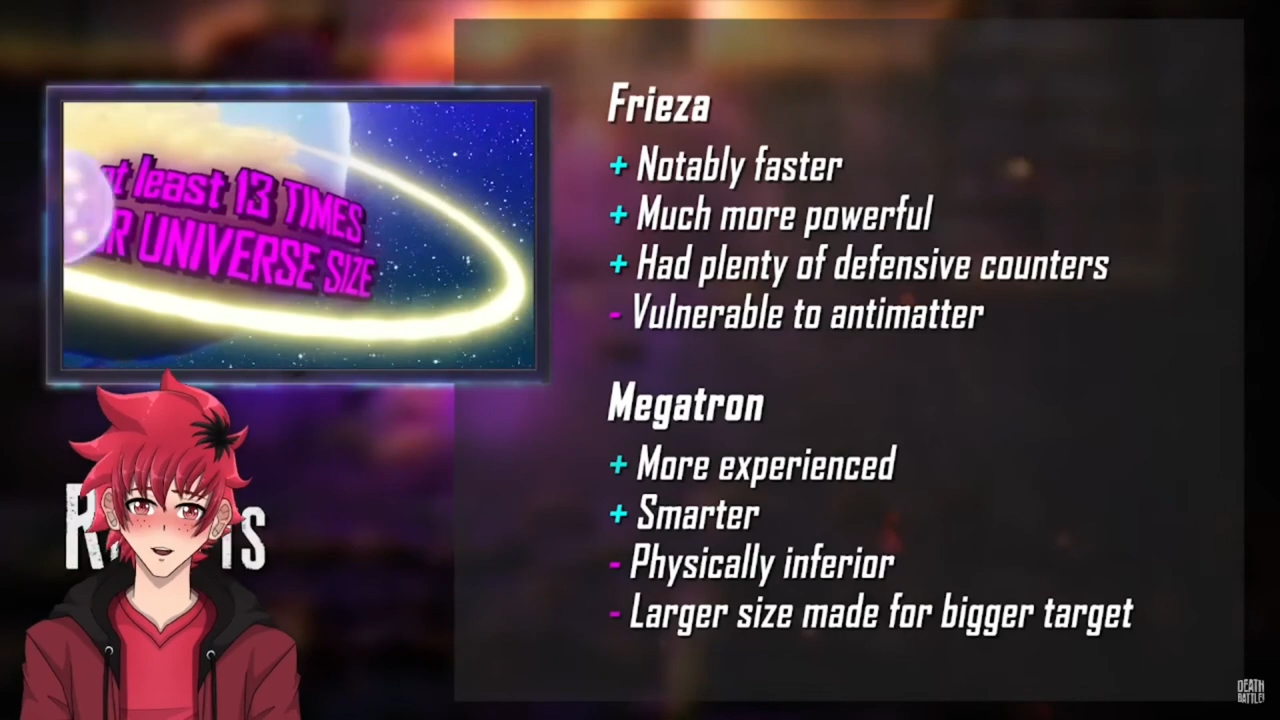 at least 13 TIMES
R UNIVERSE SIZE
Frieza
+ Notably faster
+ Much more powerful
+ Had plenty of defensive counters
- Vulnerable to antimatter
Megatron
+ More experienced
+ Smarter
- Physically inferior
- Larger size made for bigger target
DEATH
BATTLE!